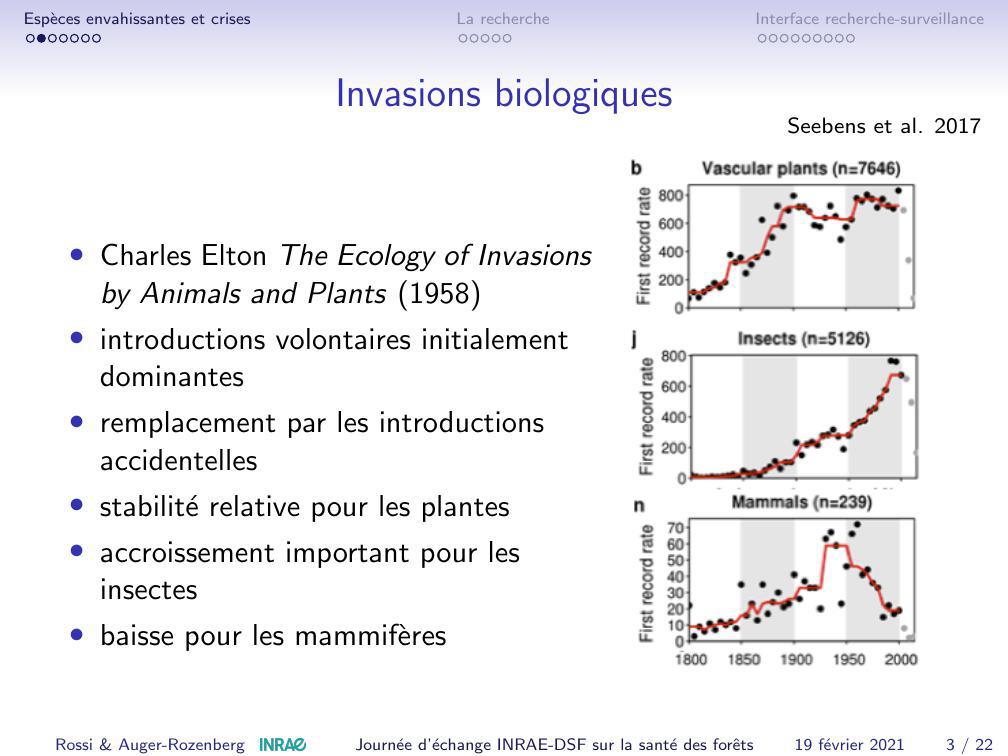 Espèces envahissantes et crises
La recherche
Interface recherche-surveillance
Invasions biologiques
Seebens et al. 2017
• Charles Elton The Ecology of Invasions
by Animals and Plants (1958)
• introductions volontaires initialement
dominantes
• remplacement par les introductions
accidentelles
• stabilité relative pour les plantes
• accroissement important pour les
insectes
• baisse pour les mammifères
b
Vascular plants (n=7646)
First record rate
800
600
400
200
0
j
Insects (n=5126)
First record rate
800
600
400
200
0
n
Mammals (n=239)
First record rate
70
60
50
40
30
20
10
0
1800 1850 1900 1950 2000
Rossi & Auger-Rozenberg INRAE
Journée d'échange INRAE-DSF sur la santé des forêts
19 février 2021
3 / 22